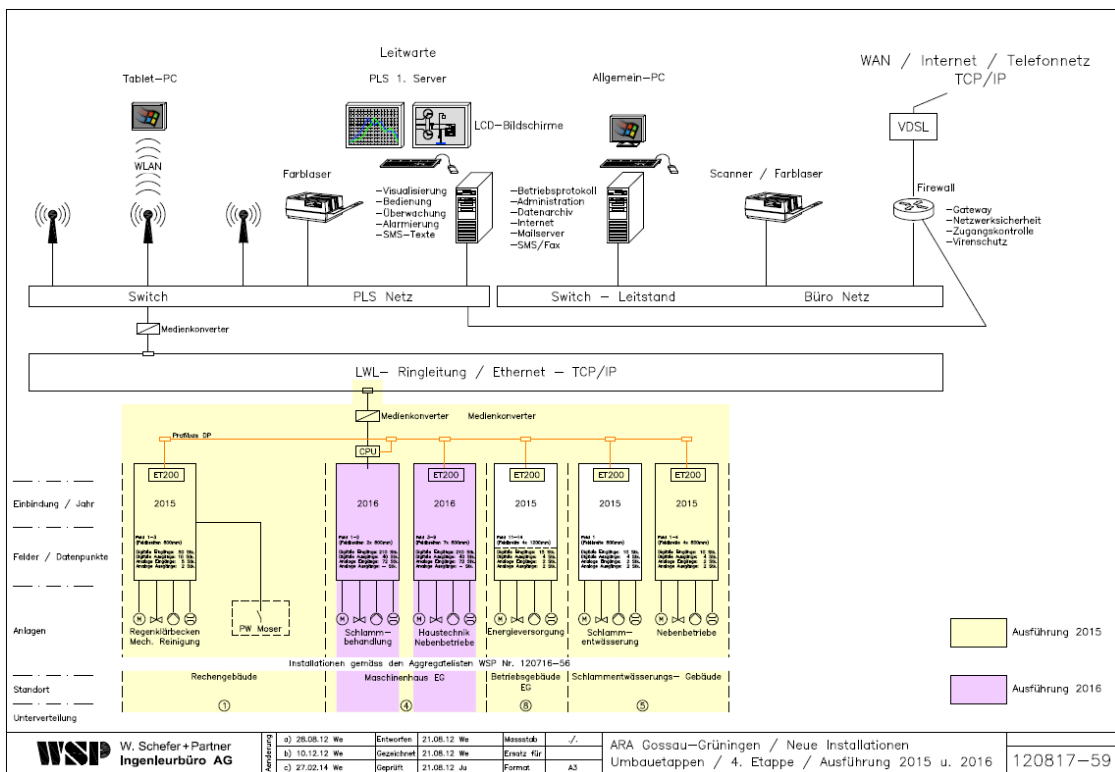 Leitwarte
WAN / Internet / Telefonnetz
TCP/IP
Tablet-PC
PLS 1. Server
Allgemein-PC
VDSL
LCD-Bildschirme
WLAN
Farblaser
Scanner / Farblaser
Firewall
-Visualisierung
-Bedienung
-Überwachung
-Alarmierung
-SMS-Texte
-Betriebsprotokoll
-Administration
-Datenarchiv
-Internet
-Mailserver
-SMS/Fax
-Gateway
-Netzwerksicherheit
-Zugangskontrolle
-Virenschutz
Switch
PLS Netz
Switch - Leitstand
Büro Netz
Medienkonverter
LWL- Ringleitung / Ethernet - TCP/IP
Medienkonverter
Medienkonverter
Profibus DP
CPU
ET200
ET200
ET200
ET200
ET200
Einbindung / Jahr
2015
2016
2016
2015
2015
2015
Felder / Datenpunkte
Anlagen
M
M
M
M
M
M
Regenklärbecken
Mech. Reinigung
PW Moser
Schlamm-
behandlung
Haustechnik
Nebenbetriebe
Energieversorgung
Schlamm-
entwässerung
Nebenbetriebe
Ausführung 2015
Installationen gemäss den Aggregatelisten WSP Nr. 120716-56
Standort
Rechengebäude
Maschinenhaus EG
Betriebsgebäude
EG
Schlammentwässerungs- Gebäude
Ausführung 2016
Unterverteilung
1
4
8
5
WSP
W. Schefer+Partner
Ingenieurbüro AG
Aenderung
a) 28.08.12 We
Entworfen
21.08.12 We
Massstab
./.
b) 10.12.12 We
Gezeichnet
21.08.12 We
Ersatz für
c) 27.02.14 We
Geprüft
21.08.12 Ju
Format
A3
ARA Gossau-Grüningen / Neue Installationen
Umbauetappen / 4. Etappe / Ausführung 2015 u. 2016
120817-59